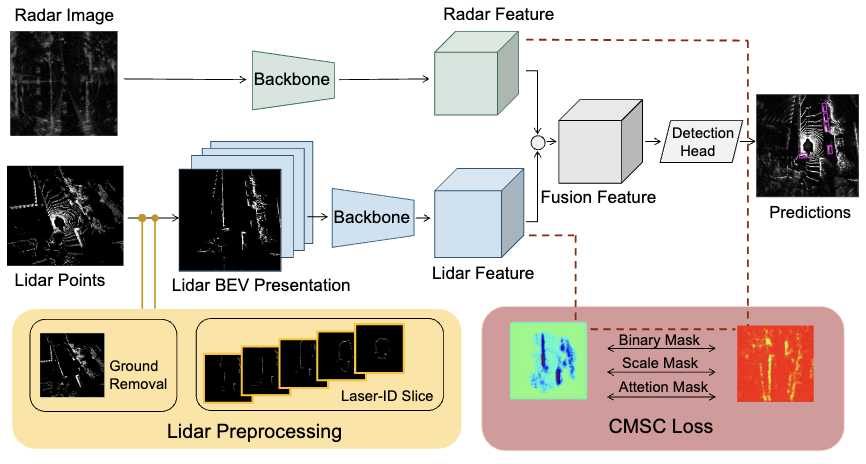 Radar Image
Radar Feature
Backbone
Detection
Head
Fusion Feature
Predictions
Backbone
Lidar Points
Lidar BEV Presentation
Lidar Feature
Ground
Removal
Laser-ID Slice
Lidar Preprocessing
Binary Mask
Scale Mask
Attetion Mask
CMSC Loss